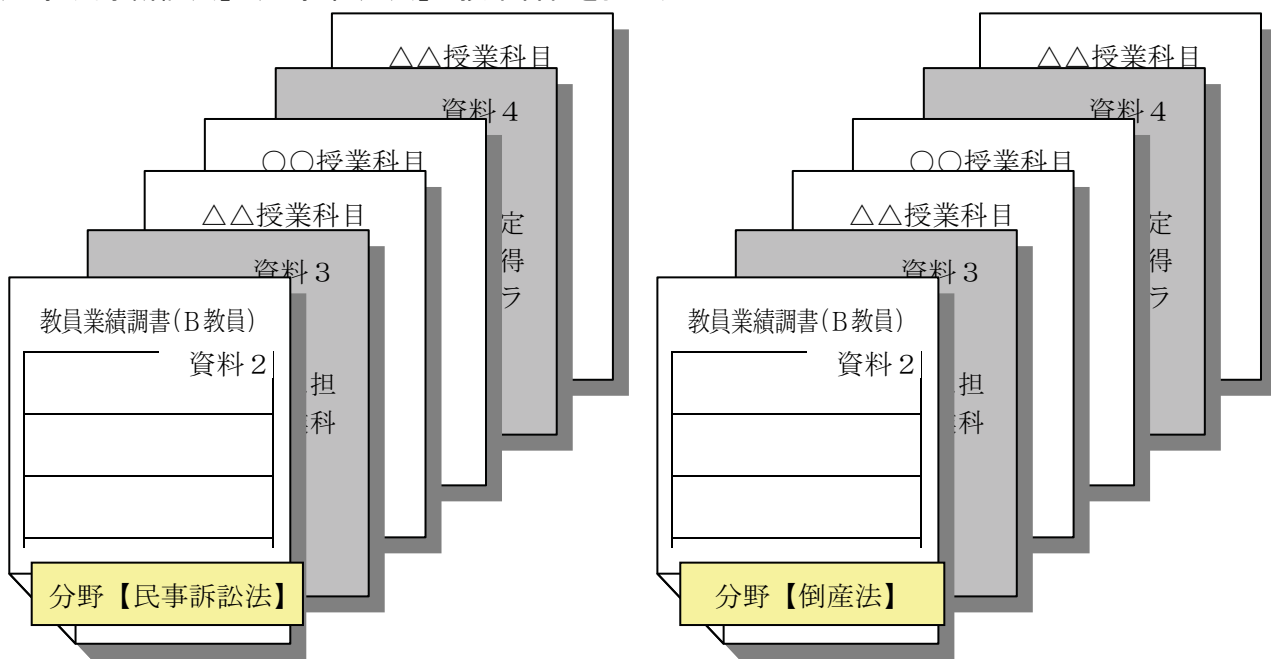 △△授業科目
資料4
○○授業科目
△△授業科目
定
得
ラ
資料3
担
科
教員業績調書(B教員)
資料2
分野【民事訴訟法】
△△授業科目
資料4
○○授業科目
△△授業科目
定
得
ラ
資料3
担
科
教員業績調書(B教員)
資料2
分野【倒産法】